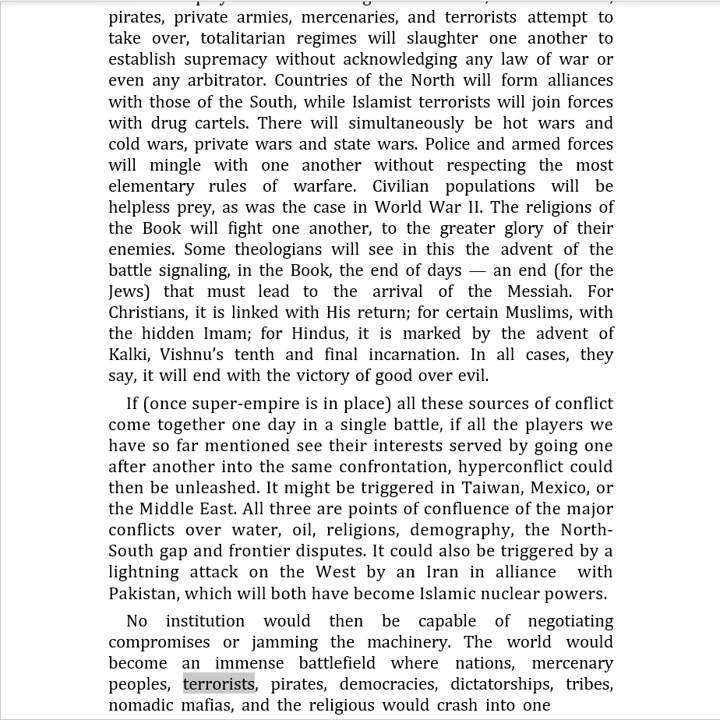 pirates, private armies, mercenaries, and terrorists attempt to
take over, totalitarian regimes will slaughter one another to
establish supremacy without acknowledging any law of war or
even any arbitrator. Countries of the North will form alliances
with those of the South, while Islamist terrorists will join forces
with drug cartels. There will simultaneously be hot wars and
cold wars, private wars and state wars. Police and armed forces
will mingle with one another without respecting the most
elementary rules of warfare. Civilian populations will be
helpless prey, as was the case in World War II. The religions of
the Book will fight one another, to the greater glory of their
enemies. Some theologians will see in this the advent of the
battle signaling, in the Book, the end of days — an end (for the
Jews) that must lead to the arrival of the Messiah. For
Christians, it is linked with His return; for certain Muslims, with
the hidden Imam; for Hindus, it is marked by the advent of
Kalki, Vishnu's tenth and final incarnation. In all cases, they
say, it will end with the victory of good over evil.
If (once super-empire is in place) all these sources of conflict
come together one day in a single battle, if all the players we
have so far mentioned see their interests served by going one
after another into the same confrontation, hyperconflict could
then be unleashed. It might be triggered in Taiwan, Mexico, or
the Middle East. All three are points of confluence of the major
conflicts over water, oil, religions, demography, the North-
South gap and frontier disputes. It could also be triggered by a
lightning attack on the West by an Iran in alliance with
Pakistan, which will both have become Islamic nuclear powers.
No institution would then be capable of negotiating
compromises or jamming the machinery. The world would
become an immense battlefield where nations, mercenary
peoples, terrorists, pirates, democracies, dictatorships, tribes,
nomadic mafias, and the religious would crash into one